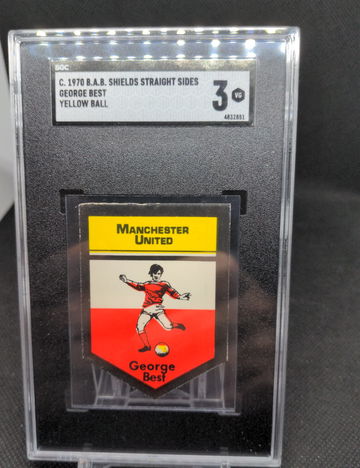 SGC
C. 1970 B.A.B. SHIELDS STRAIGHT SIDES
GEORGE BEST
YELLOW BALL
3 VG
4832851
MANCHESTER
UNITED
George
Best